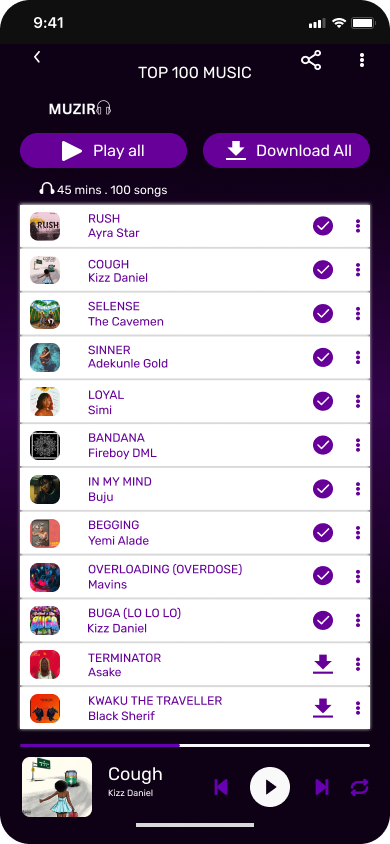 9:41
TOP 100 MUSIC
MUZIR
Play all
Download All
45 mins . 100 songs
RUSH
Ayra Star
COUGH
Kizz Daniel
SELENSE
The Cavemen
SINNER
Adekunle Gold
LOYAL
Simi
BANDANA
Fireboy DML
IN MY MIND
Buju
BEGGING
Yemi Alade
OVERLOADING (OVERDOSE)
Mavins
BUGA (LO LO LO)
Kizz Daniel
TERMINATOR
Asake
KWAKU THE TRAVELLER
Black Sherif
Cough
Kizz Daniel